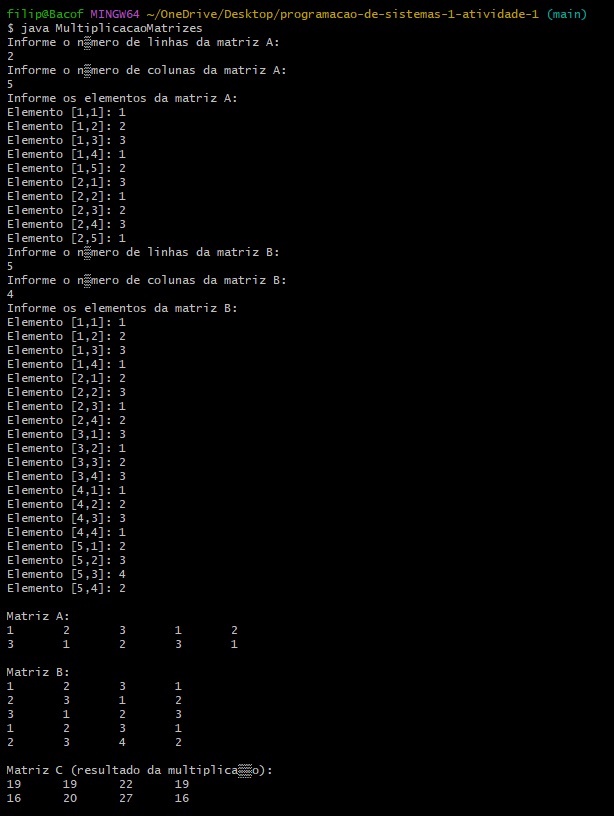 filip@Bacof MINGW64 ~/OneDrive/Desktop/programacao-de-sistemas-1-atividade-1 (main)
$ java MultiplicacaoMatrizes
Informe o n▒mero de linhas da matriz A:
2
Informe o n▒mero de colunas da matriz A:
5
Informe os elementos da matriz A:
Elemento [1,1]: 1
Elemento [1,2]: 2
Elemento [1,3]: 3
Elemento [1,4]: 1
Elemento [1,5]: 2
Elemento [2,1]: 3
Elemento [2,2]: 1
Elemento [2,3]: 2
Elemento [2,4]: 3
Elemento [2,5]: 1
Informe o n▒mero de linhas da matriz B:
5
Informe o n▒mero de colunas da matriz B:
4
Informe os elementos da matriz B:
Elemento [1,1]: 1
Elemento [1,2]: 2
Elemento [1,3]: 3
Elemento [1,4]: 1
Elemento [2,1]: 2
Elemento [2,2]: 3
Elemento [2,3]: 1
Elemento [2,4]: 2
Elemento [3,1]: 3
Elemento [3,2]: 1
Elemento [3,3]: 2
Elemento [3,4]: 3
Elemento [4,1]: 1
Elemento [4,2]: 2
Elemento [4,3]: 3
Elemento [4,4]: 1
Elemento [5,1]: 2
Elemento [5,2]: 3
Elemento [5,3]: 4
Elemento [5,4]: 2

Matriz A:
1 2 3 1 2
3 1 2 3 1

Matriz B:
1 2 3 1
2 3 1 2
3 1 2 3
1 2 3 1
2 3 4 2

Matriz C (resultado da multiplica▒▒o):
19 19 22 19
16 20 27 16